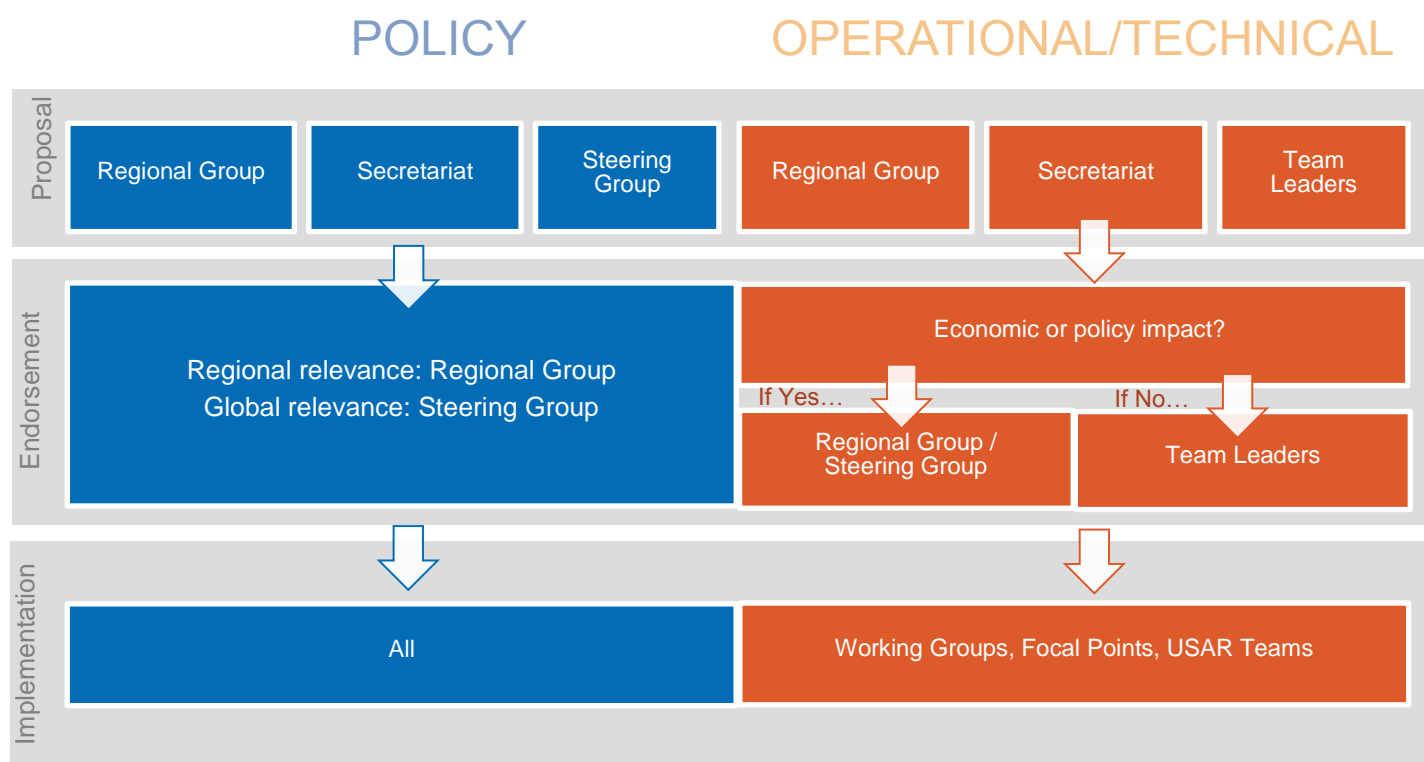 POLICY
OPERATIONAL/TECHNICAL
Proposal
Regional Group
Secretariat
Steering
Group
Regional Group
Secretariat
Team
Leaders
Endorsement
Regional relevance: Regional Group
Global relevance: Steering Group
Economic or policy impact?
If Yes…
If No…
Regional Group /
Steering Group
Team Leaders
Implementation
All
Working Groups, Focal Points, USAR Teams